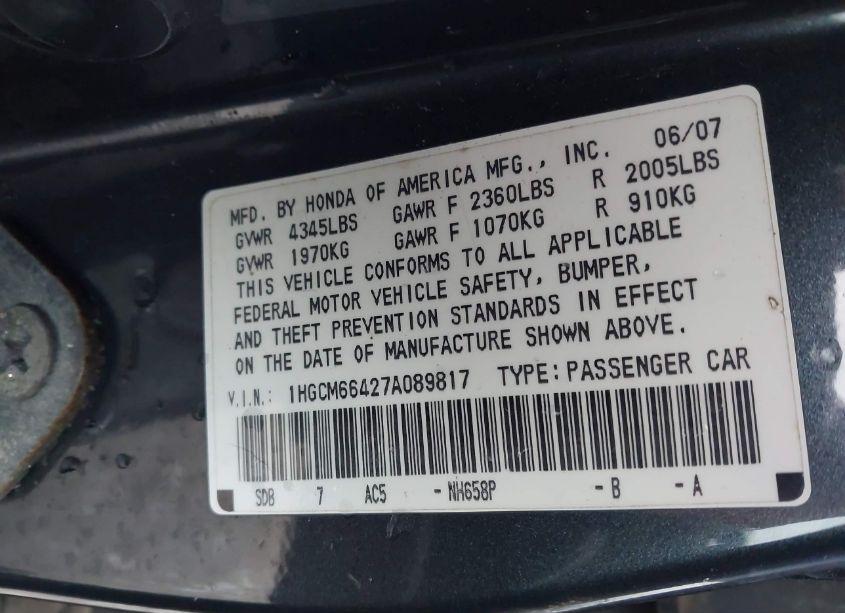 MFD. BY HONDA OF AMERICA MFG., INC. 06/07
GVWR 4345LBS GAWR F 2360LBS R 2005LBS
GVWR 1970KG GAWR F 1070KG R 910KG
THIS VEHICLE CONFORMS TO ALL APPLICABLE
FEDERAL MOTOR VEHICLE SAFETY, BUMPER,
AND THEFT PREVENTION STANDARDS IN EFFECT
ON THE DATE OF MANUFACTURE SHOWN ABOVE.
V.I.N.: 1HGCM66427A089817 TYPE: PASSENGER CAR
SDB 7 AC5 - NH658P - B - A